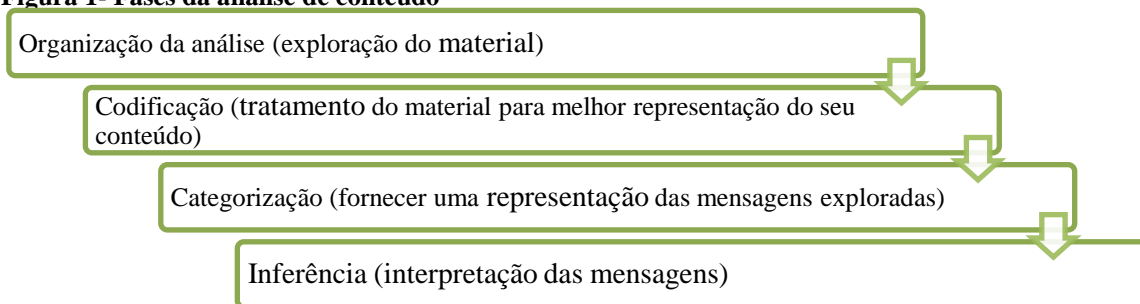 Figura 1- Fases da análise de conteúdo
Organização da análise (exploração do material)
Codificação (tratamento do material para melhor representação do seu
conteúdo)
Categorização (fornecer uma representação das mensagens exploradas)
Inferência (interpretação das mensagens)